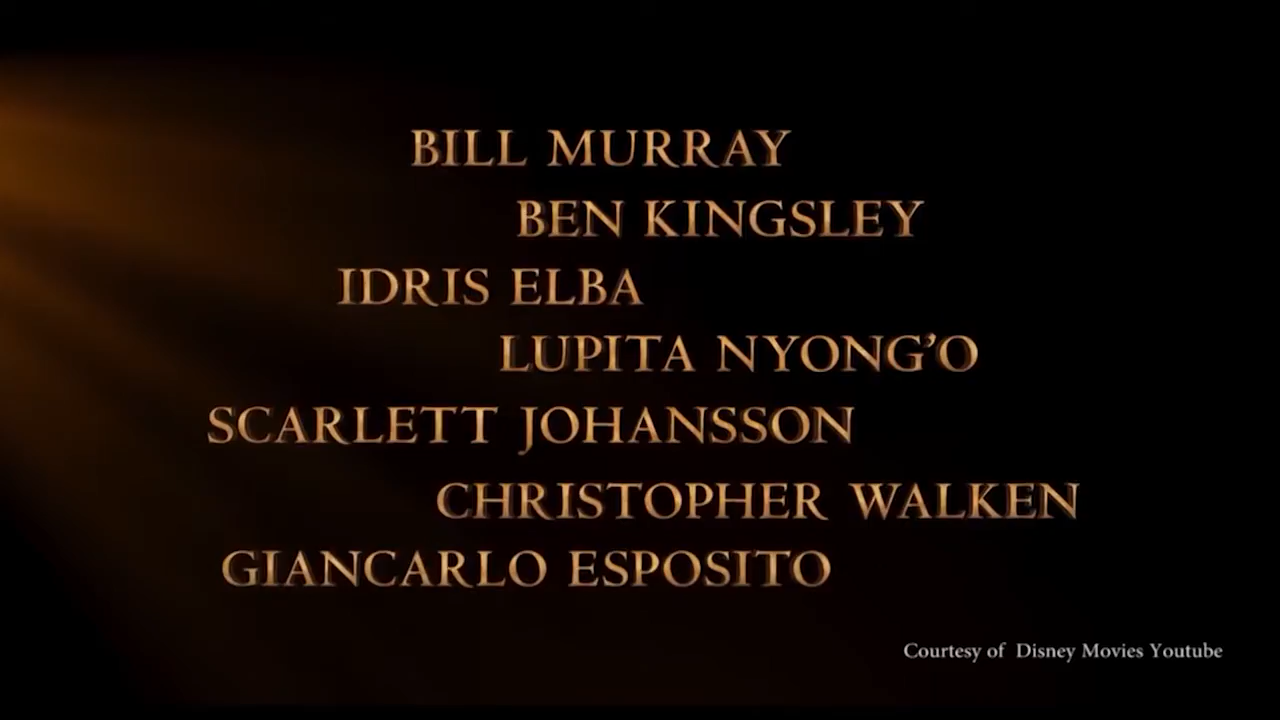 BILL MURRAY
BEN KINGSLEY
IDRIS ELBA
LUPITA NYONG’O
SCARLETT JOHANSSON
CHRISTOPHER WALKEN
GIANCARLO ESPOSITO
Courtesy of Disney Movies Youtube